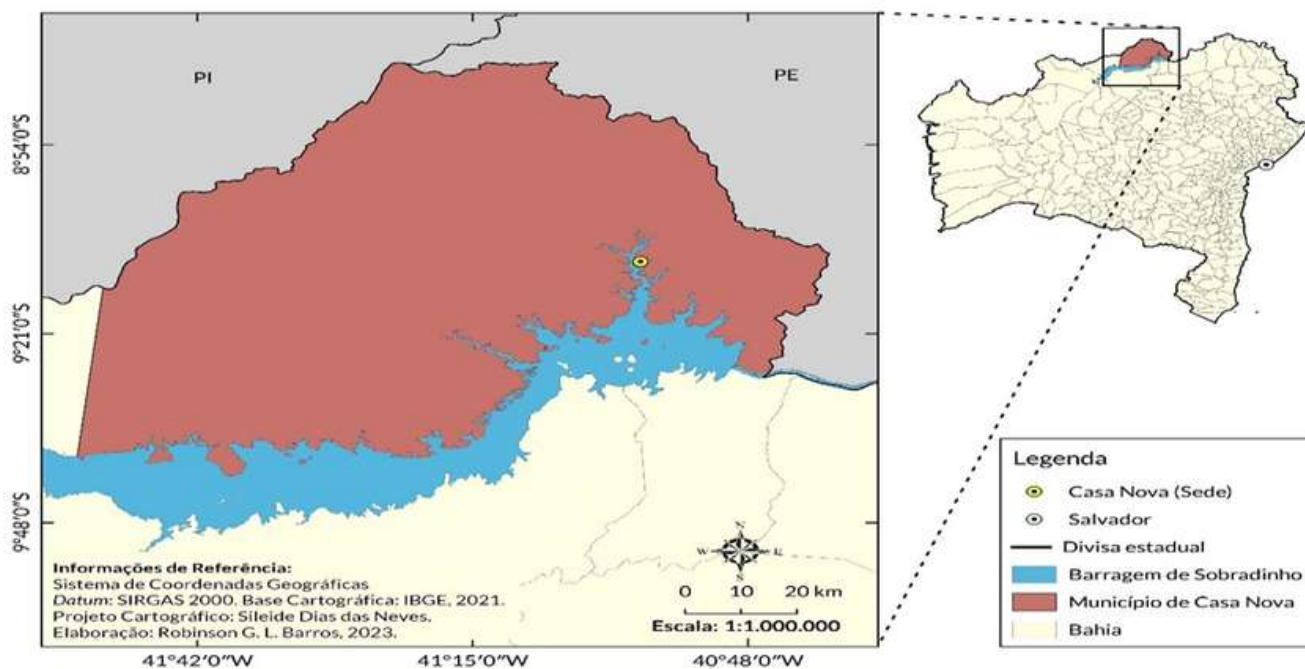 PI
PE
8°54'0"S
9°21'0"S
9°48'0"S
N
W
E
S
0 10 20 km
Escala: 1:1.000.000
Informações de Referência:
Sistema de Coordenadas Geográficas
Datum: SIRGAS 2000. Base Cartográfica: IBGE, 2021.
Projeto Cartográfico: Sileide Dias das Neves.
Elaboração: Robinson G. L. Barros, 2023.
41°42'0"W
41°15'0"W
40°48'0"W
Legenda
Casa Nova (Sede)
Salvador
Divisa estadual
Barragem de Sobradinho
Município de Casa Nova
Bahia